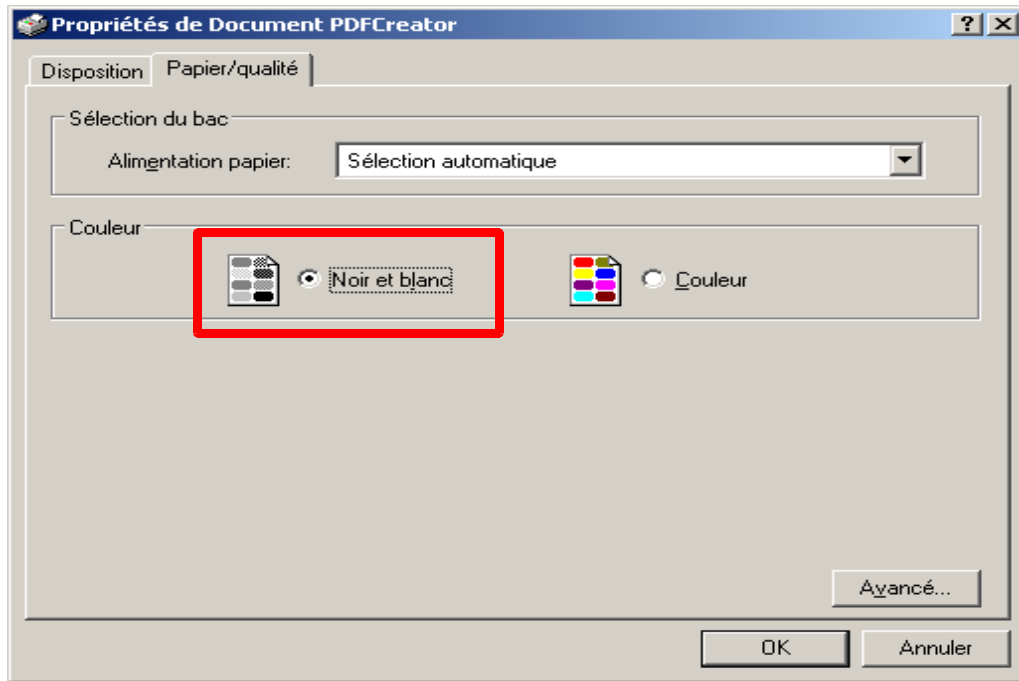 Propriétés de Document PDFCreator
Disposition
Papier/qualité
Sélection du bac
Alimentation papier:
Sélection automatique
Couleur
Noir et blanc
Couleur
Avancé...
OK
Annuler